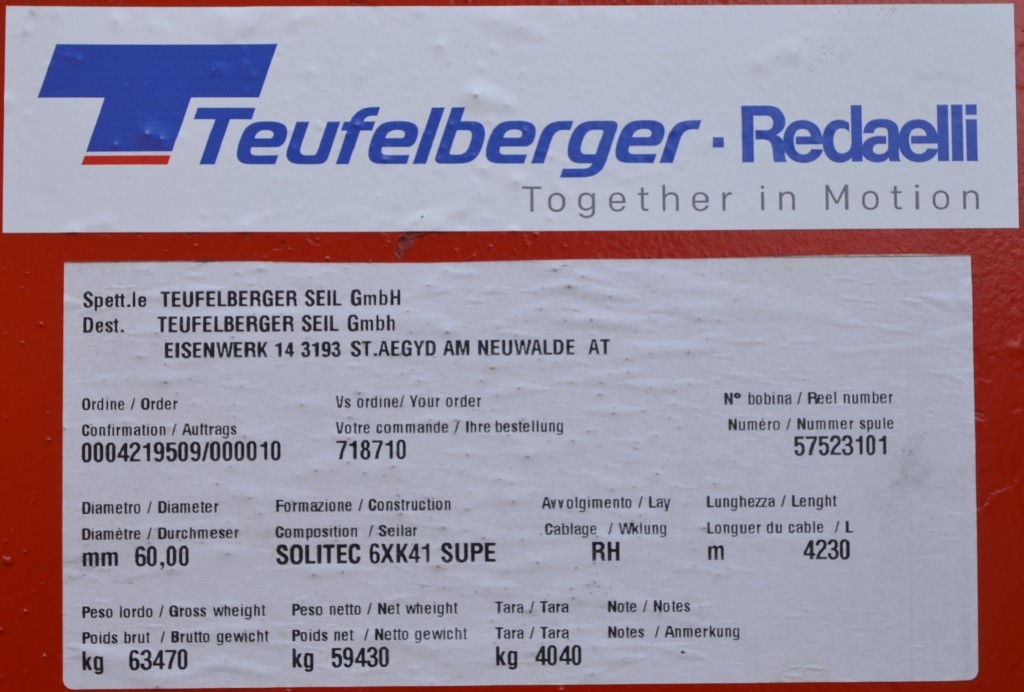 Teufelberger · Redaelli
Together in Motion
Spett.le TEUFELBERGER SEIL GmbH
Dest. TEUFELBERGER SEIL Gmbh
EISENWERK 14 3193 ST.AEGYD AM NEUWALDE AT
Ordine / Order Vs ordine/ Your order N° bobina / Reel number
Confirmation / Auftrags Votre commande / Ihre bestellung Numéro / Nummer spule
0004219509/000010 718710 57523101
Diametro / Diameter Formazione / Construction Avvolgimento / Lay Lunghezza / Lenght
Diamètre / Durchmeser Composition / Seilar Cablage / Wklung Longuer du cable / L
mm 60,00 SOLITEC 6XK41 SUPE RH m 4230
Peso lordo / Gross wheight Peso netto / Net wheight Tara / Tara Note / Notes
Poids brut / Brutto gewicht Poids net / Netto gewicht Tara / Tara Notes / Anmerkung
kg 63470 kg 59430 kg 4040